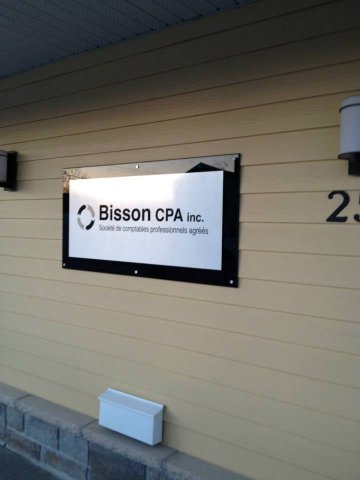 Bisson CPA inc.
Société de comptables professionnels agréés
25